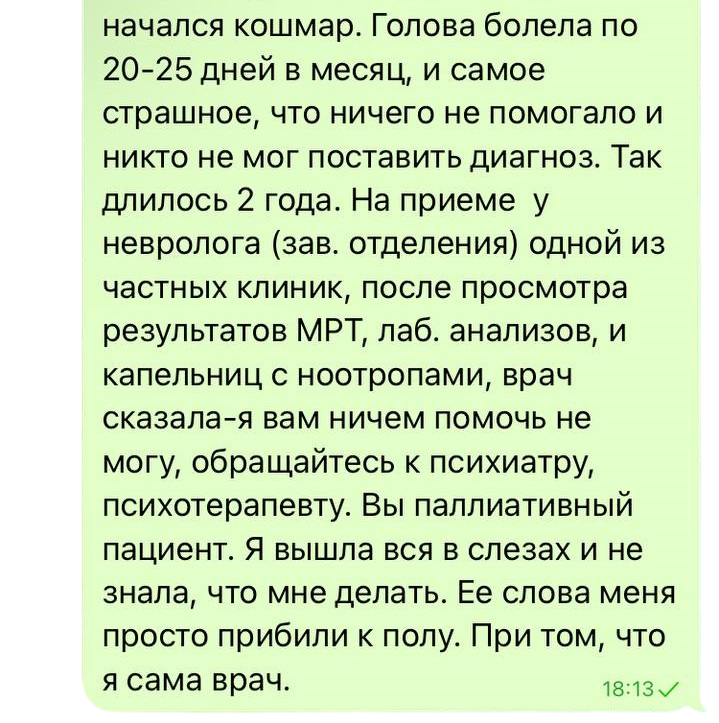 начался кошмар. Голова болела по
20-25 дней в месяц, и самое
страшное, что ничего не помогало и
никто не мог поставить диагноз. Так
длилось 2 года. На приеме  у
невролога (зав. отделения) одной из
частных клиник, после просмотра
результатов МРТ, лаб. анализов, и
капельниц с ноотропами, врач
сказала-я вам ничем помочь не
могу, обращайтесь к психиатру,
психотерапевту. Вы паллиативный
пациент. Я вышла вся в слезах и не
знала, что мне делать. Ее слова меня
просто прибили к полу. При том, что
я сама врач.
18:13